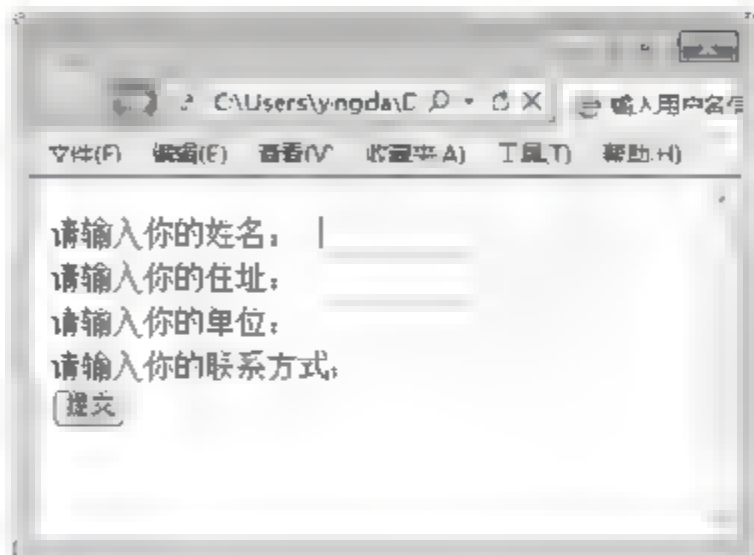 C:\Users\yingda\D
输入用户名信
文件(F) 编辑(E) 查看(V) 收藏夹(A) 工具(T) 帮助(H)
请输入你的姓名：
请输入你的住址：
请输入你的单位：
请输入你的联系方式：
提交